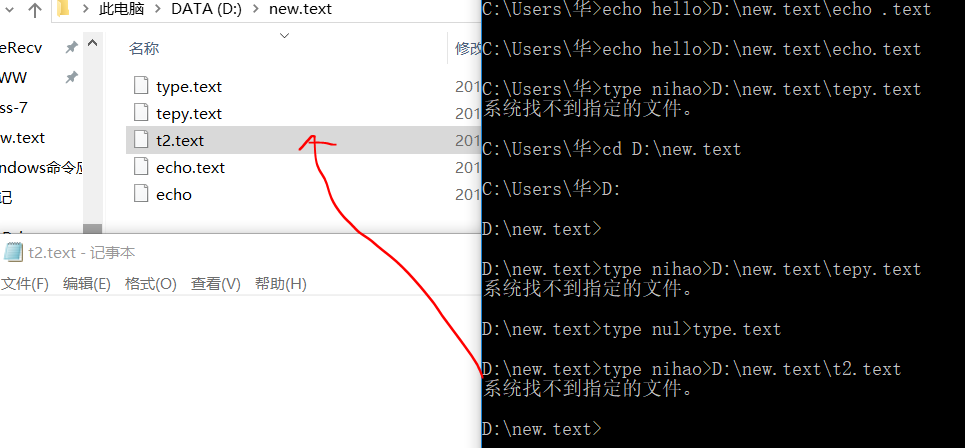 此电脑 > DATA (D:) > new.text
eRecv
WW
ss-7
w.text
ndows命令应
记
名称
修改
type.text
201
tepy.text
201
t2.text
201
echo.text
201
echo
201
t2.text - 记事本
文件(F) 编辑(E) 格式(O) 查看(V) 帮助(H)
C:\Users\华>echo hello>D:\new.text\echo .text
C:\Users\华>echo hello>D:\new.text\echo.text
C:\Users\华>type nihao>D:\new.text\tepy.text
系统找不到指定的文件。
C:\Users\华>cd D:\new.text
C:\Users\华>D:
D:\new.text>
D:\new.text>type nihao>D:\new.text\tepy.text
系统找不到指定的文件。
D:\new.text>type nul>type.text
D:\new.text>type nihao>D:\new.text\t2.text
系统找不到指定的文件。
D:\new.text>